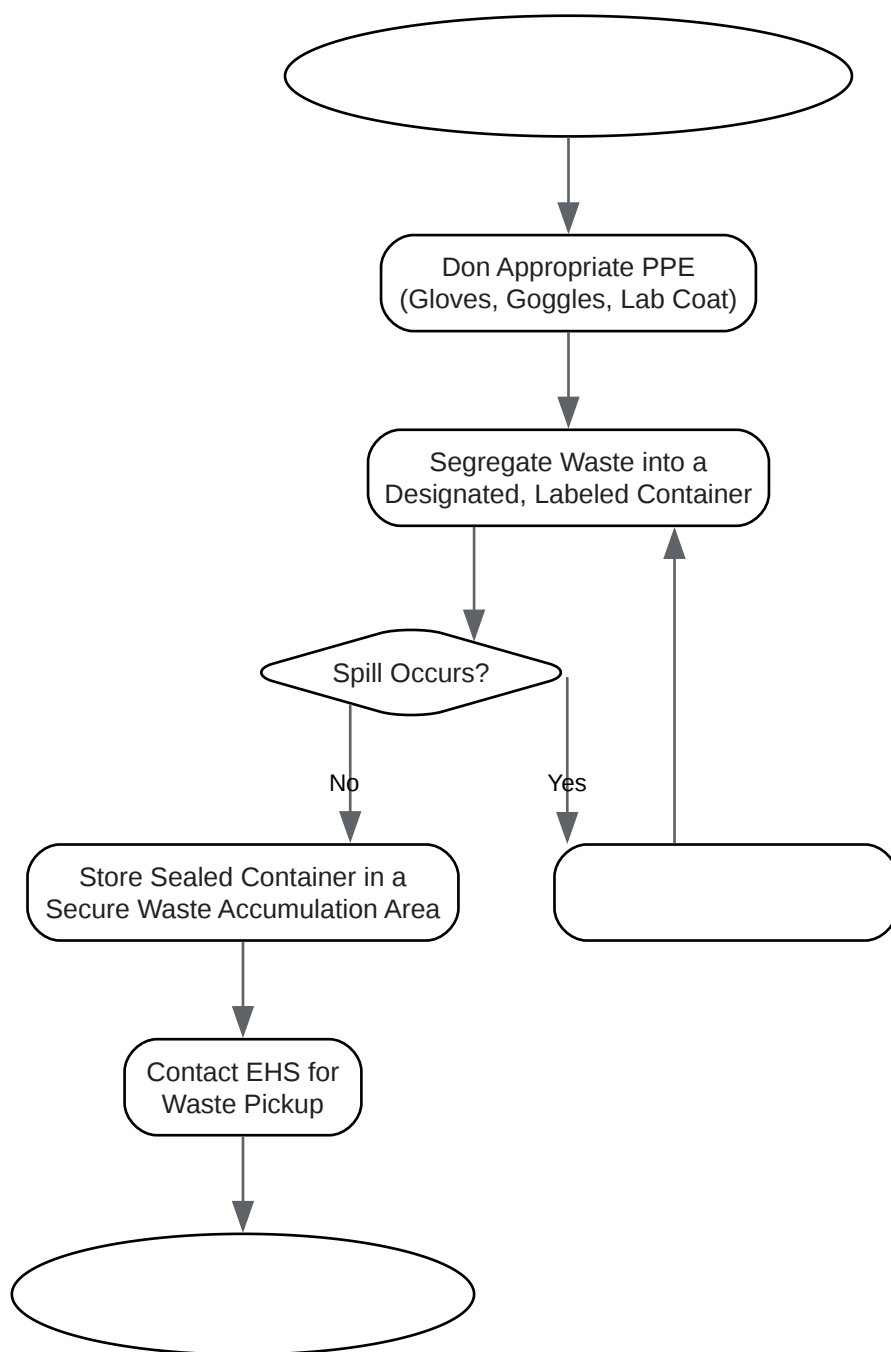 Don Appropriate PPE
(Gloves, Goggles, Lab Coat)
Segregate Waste into a
Designated, Labeled Container
Spill Occurs?
No
Yes
Store Sealed Container in a
Secure Waste Accumulation Area
Contact EHS for
Waste Pickup